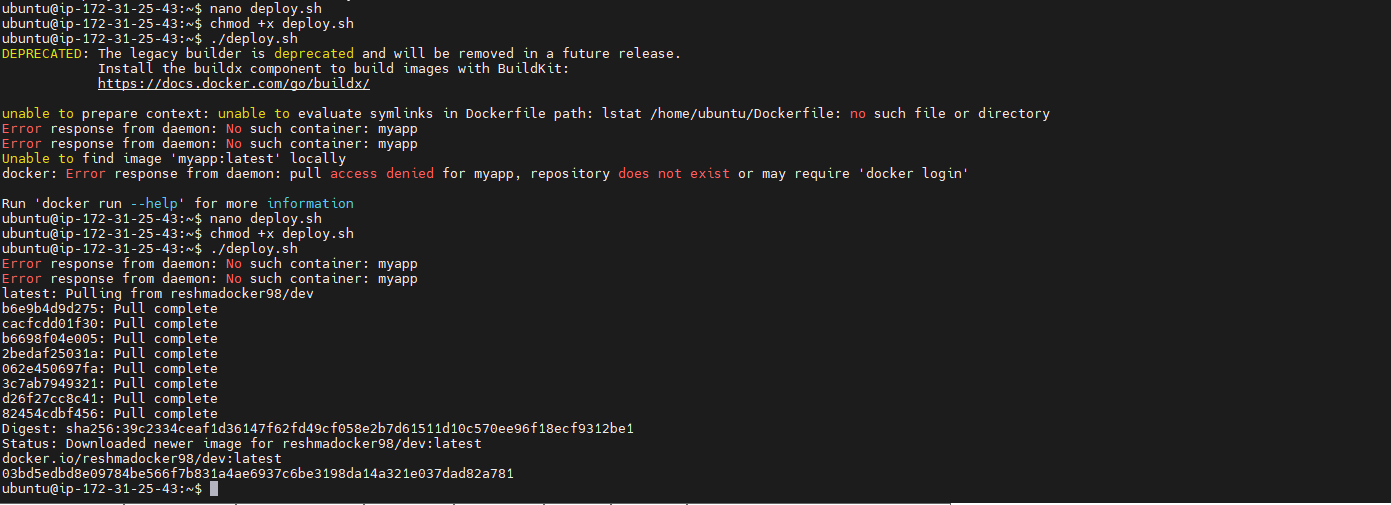 ubuntu@ip-172-31-25-43:~$ nano deploy.sh
ubuntu@ip-172-31-25-43:~$ chmod +x deploy.sh
ubuntu@ip-172-31-25-43:~$ ./deploy.sh
DEPRECATED: The legacy builder is deprecated and will be removed in a future release.
            Install the buildx component to build images with BuildKit:
            https://docs.docker.com/go/buildx/

unable to prepare context: unable to evaluate symlinks in Dockerfile path: lstat /home/ubuntu/Dockerfile: no such file or directory
Error response from daemon: No such container: myapp
Error response from daemon: No such container: myapp
Unable to find image 'myapp:latest' locally
docker: Error response from daemon: pull access denied for myapp, repository does not exist or may require 'docker login'

Run 'docker run --help' for more information
ubuntu@ip-172-31-25-43:~$ nano deploy.sh
ubuntu@ip-172-31-25-43:~$ chmod +x deploy.sh
ubuntu@ip-172-31-25-43:~$ ./deploy.sh
Error response from daemon: No such container: myapp
Error response from daemon: No such container: myapp
latest: Pulling from reshmadocker98/dev
b6e9b4d9d275: Pull complete
cacfcdd01f30: Pull complete
b6698f04e005: Pull complete
2bedaf25031a: Pull complete
062e450697fa: Pull complete
3c7ab7949321: Pull complete
d26f27cc8c41: Pull complete
82454cdbf456: Pull complete
Digest: sha256:39c2334ceaf1d36147f62fd49cf058e2b7d61511d10c570ee96f18ecf9312be1
Status: Downloaded newer image for reshmadocker98/dev:latest
docker.io/reshmadocker98/dev:latest
03bd5edbd8e09784be566f7b831a4ae6937c6be3198da14a321e037dad82a781
ubuntu@ip-172-31-25-43:~$